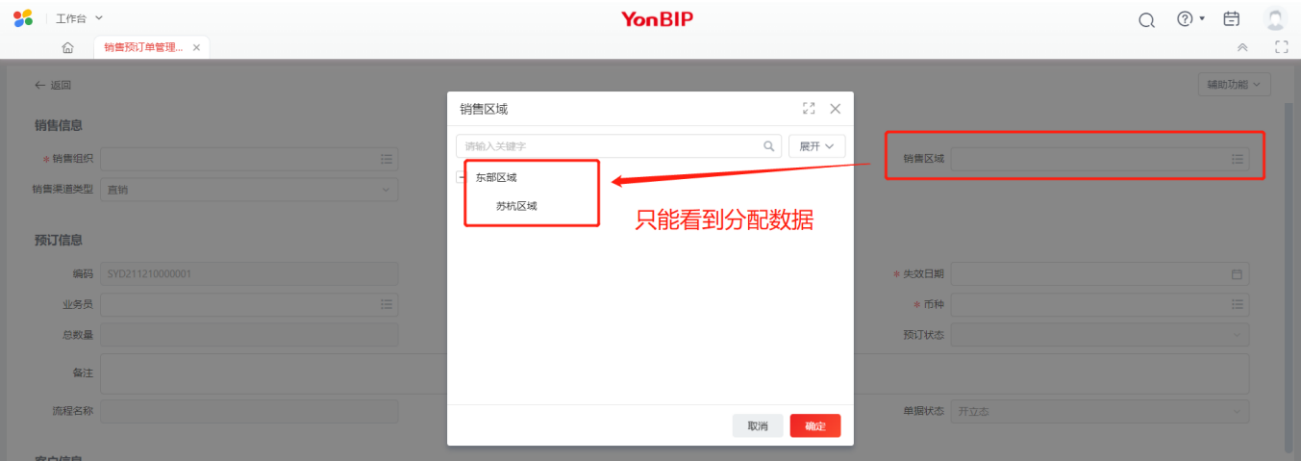 工作台
YonBIP
销售预订单管理...
返回
辅助功能
销售区域
销售信息
请输入关键字
展开
* 销售组织
销售区域
东部区域
销售渠道类型
直销
苏杭区域
只能看到分配数据
预订信息
编码
SYD211210000001
* 失效日期
业务员
* 币种
总数量
预订状态
备注
流程名称
单据状态
开立态
取消
确定
客户信息